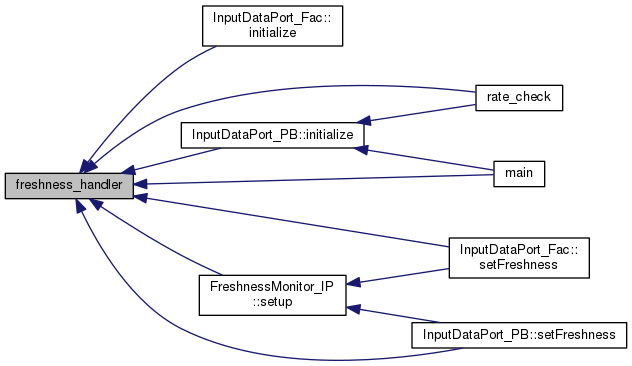 InputDataPort_Fac::
initialize
rate_check
InputDataPort_PB::initialize
main
freshness_handler
InputDataPort_Fac::
setFreshness
FreshnessMonitor_IP
::setup
InputDataPort_PB::setFreshness